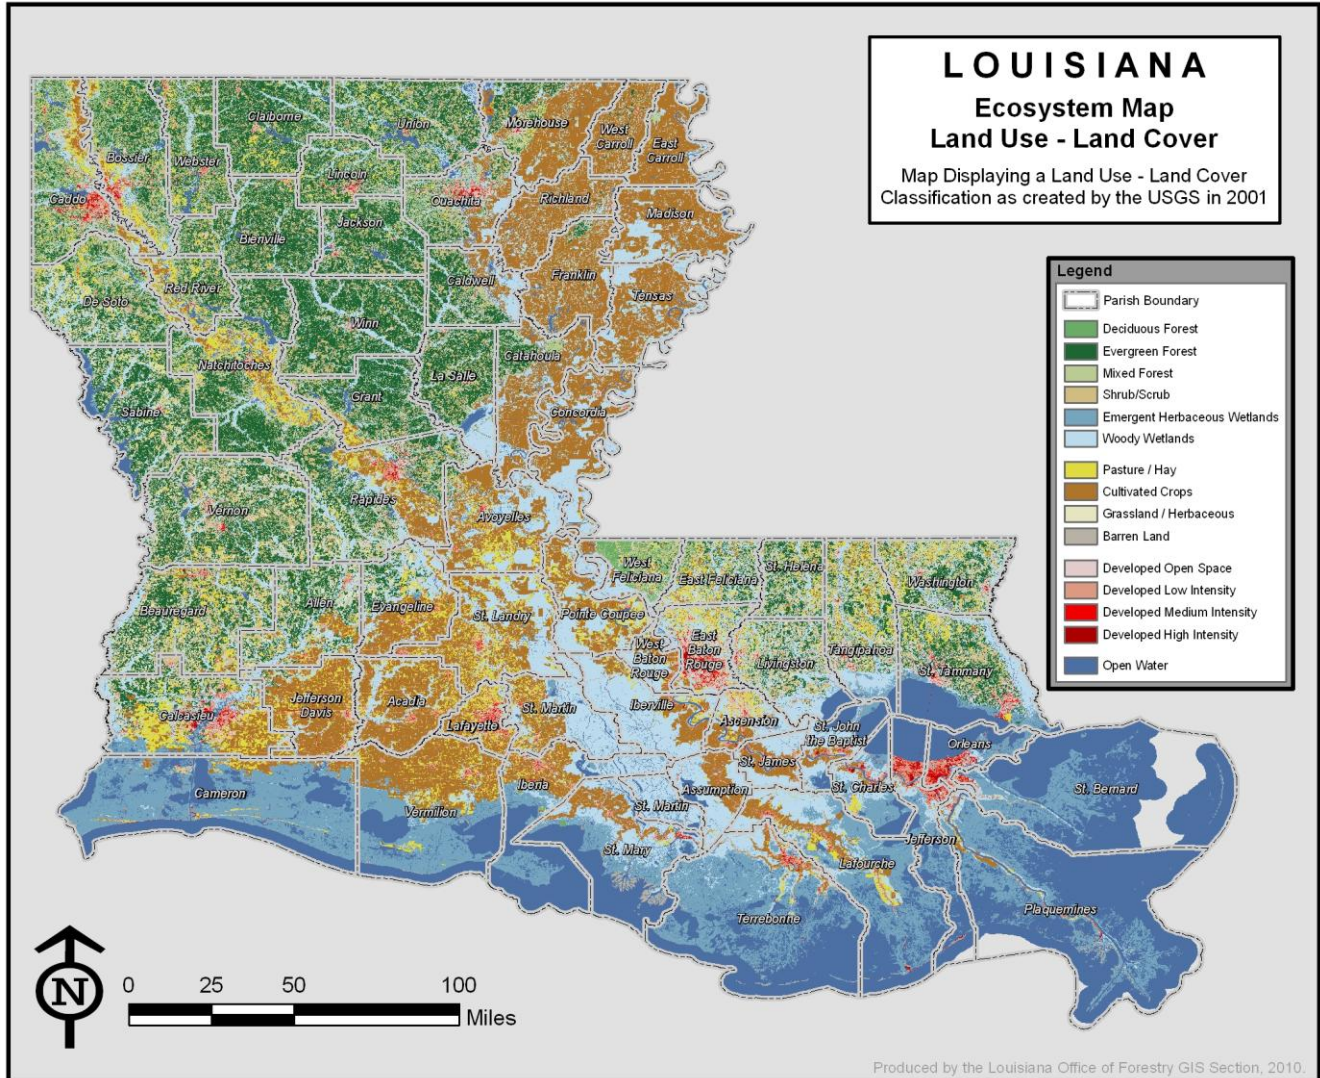 LOUISIANA
Ecosystem Map
Land Use - Land Cover
Map Displaying a Land Use - Land Cover
Classification as created by the USGS in 2001
Legend
Parish Boundary
Deciduous Forest
Evergreen Forest
Mixed Forest
Shrub/Scrub
Emergent Herbaceous Wetlands
Woody Wetlands
Pasture / Hay
Cultivated Crops
Grassland / Herbaceous
Barren Land
Developed Open Space
Developed Low Intensity
Developed Medium Intensity
Developed High Intensity
Open Water
Caddo
Bossier
Webster
Claiborne
Lincoln
Union
Morehouse
West
Carroll
East
Carroll
Ouachita
Richland
Madison
Bienville
Jackson
De Soto
Red River
Caldwell
Franklin
Tensas
Winn
Natchitoches
Sabine
Grant
La Salle
Catahoula
Concordia
Vernon
Rapides
Avoyelles
Beauregard
Allen
Evangeline
St. Landry
Pointe Coupee
West
Feliciana
East Feliciana
St. Helena
Washington
West
Baton
Rouge
East
Baton
Rouge
Livingston
Tangipahoa
St. Tammany
Calcasieu
Jefferson
Davis
Acadia
Lafayette
St. Martin
Iberville
Ascension
St. John
the Baptist
Orleans
Cameron
Vermilion
Iberia
St. Martin
Assumption
St. James
St. Charles
St. Bernard
St. Mary
Jefferson
Lafourche
Terrebonne
Plaquemines
N
0 25 50 100
Miles
Produced by the Louisiana Office of Forestry GIS Section, 2010.